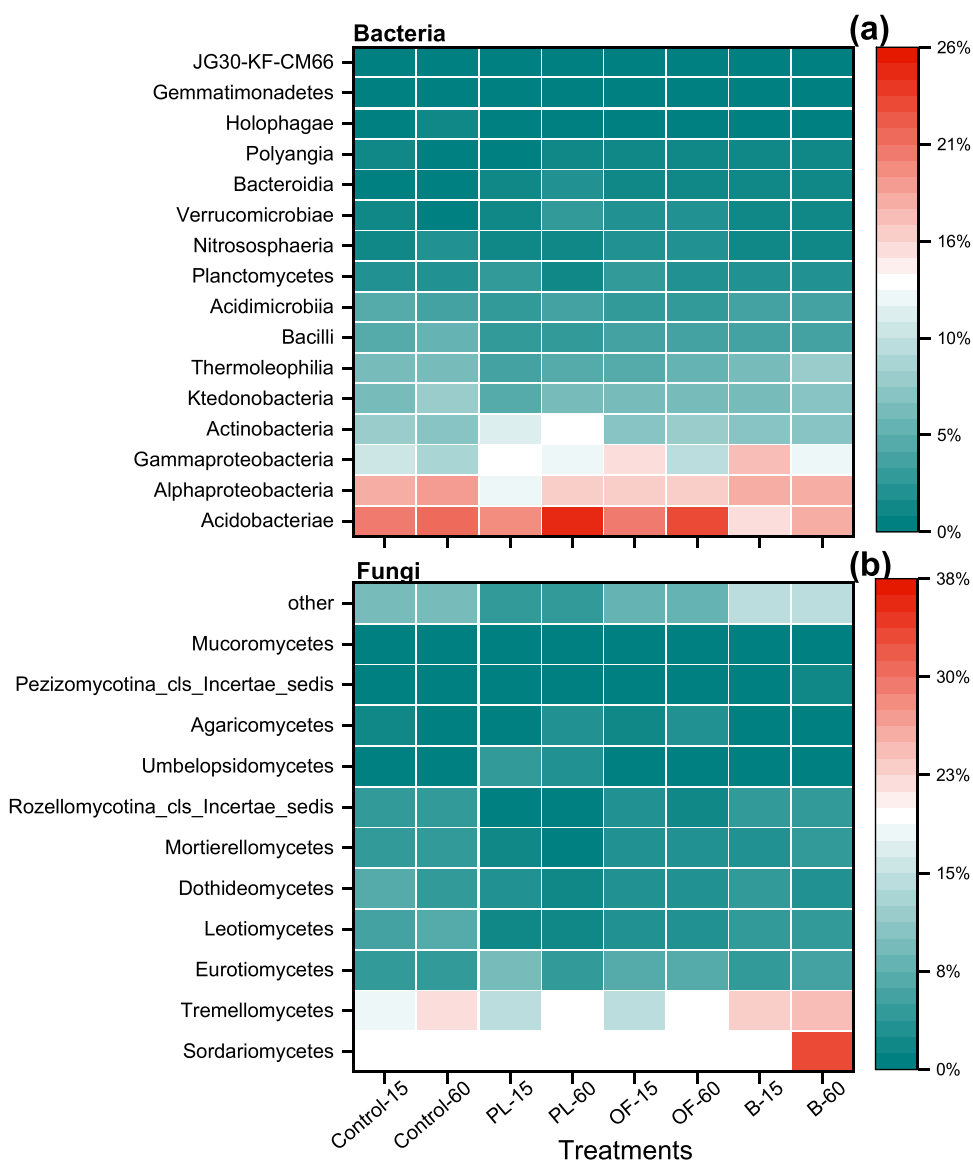 Bacteria
(a)
JG30-KF-CM66
Gemmatimonadetes
Holophagae
Polyangia
Bacteroidia
Verrucomicrobiae
Nitrososphaeria
Planctomycetes
Acidimicrobiia
Bacilli
Thermoleophilia
Ktedonobacteria
Actinobacteria
Gammaproteobacteria
Alphaproteobacteria
Acidobacteriae
26%
21%
16%
10%
5%
0%
Fungi
(b)
other
Mucoromycetes
Pezizomycotina_cls_Incertae_sedis
Agaricomycetes
Umbelopsidomycetes
Rozellomycotina_cls_Incertae_sedis
Mortierellomycetes
Dothideomycetes
Leotiomycetes
Eurotiomycetes
Tremellomycetes
Sordariomycetes
38%
30%
23%
15%
8%
0%
Control-15
Control-60
PL-15
PL-60
OF-15
OF-60
B-15
B-60
Treatments